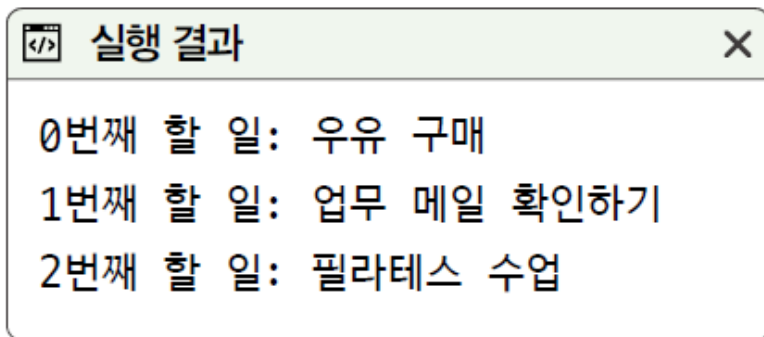 </> 실행 결과 ×
0번째 할 일: 우유 구매
1번째 할 일: 업무 메일 확인하기
2번째 할 일: 필라테스 수업